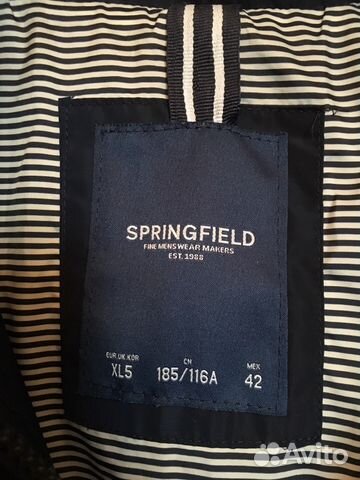 SPRINGFIELD
FINE MENSWEAR MAKERS
EST. 1988
EUR.UK.KOR CN MEX
XL5 185/116A 42
Avito